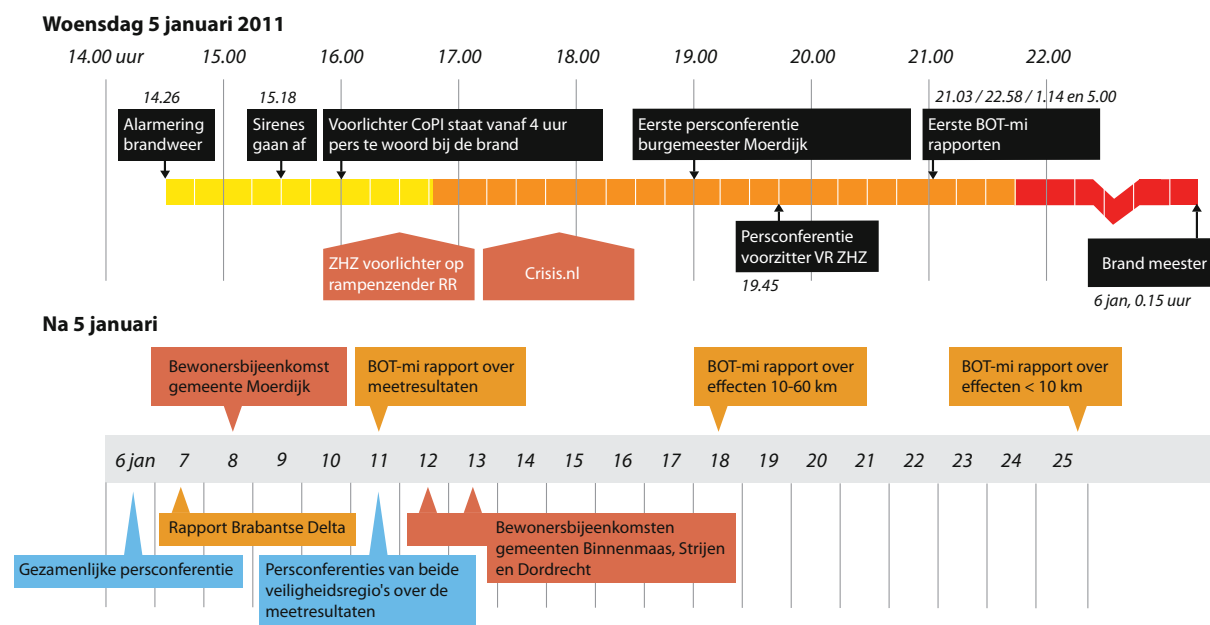 Woensdag 5 januari 2011
14.00 uur 15.00 16.00 17.00 18.00 19.00 20.00 21.00 22.00
14.26
Alarmering
brandweer
15.18
Sirenes
gaan af
Voorlichter CoPI staat vanaf 4 uur
pers te woord bij de brand
Eerste persconferentie
burgemeester Moerdijk
21.03 / 22.58 / 1.14 en 5.00
Eerste BOT-mi
rapporten
ZHZ voorlichter op
rampenzender RR
Crisis.nl
Persconferentie
voorzitter VR ZHZ
19.45
Brand meester
6 jan, 0.15 uur
Na 5 januari
Bewonersbijeenkomst
gemeente Moerdijk
BOT-mi rapport over
meetresultaten
BOT-mi rapport over
effecten 10-60 km
BOT-mi rapport over
effecten < 10 km
6 jan 7 8 9 10 11 12 13 14 15 16 17 18 19 20 21 22 23 24 25
Rapport Brabantse Delta
Gezamenlijke persconferentie
Persconferenties van beide
veiligheidsregio's over de
meetresultaten
Bewonersbijeenkomsten
gemeenten Binnenmaas, Strijen
en Dordrecht